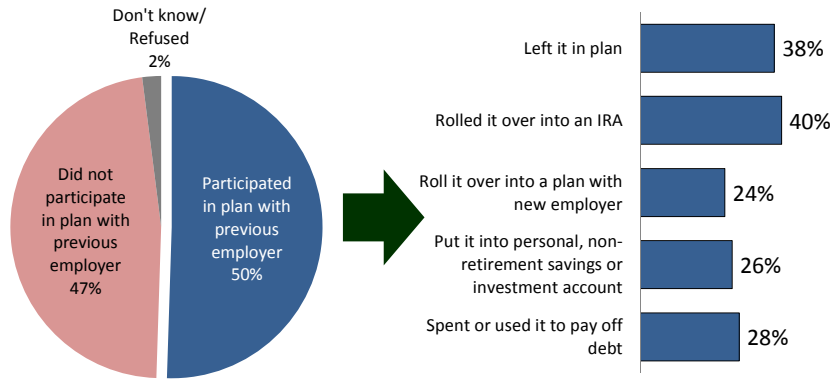 Don't know/
Refused
2%
Did not
participate
in plan with
previous
employer
47%
Participated
in plan with
previous
employer
50%
Left it in plan
38%
Rolled it over into an IRA
40%
Roll it over into a plan with
new employer
24%
Put it into personal, non-
retirement savings or
investment account
26%
Spent or used it to pay off
debt
28%